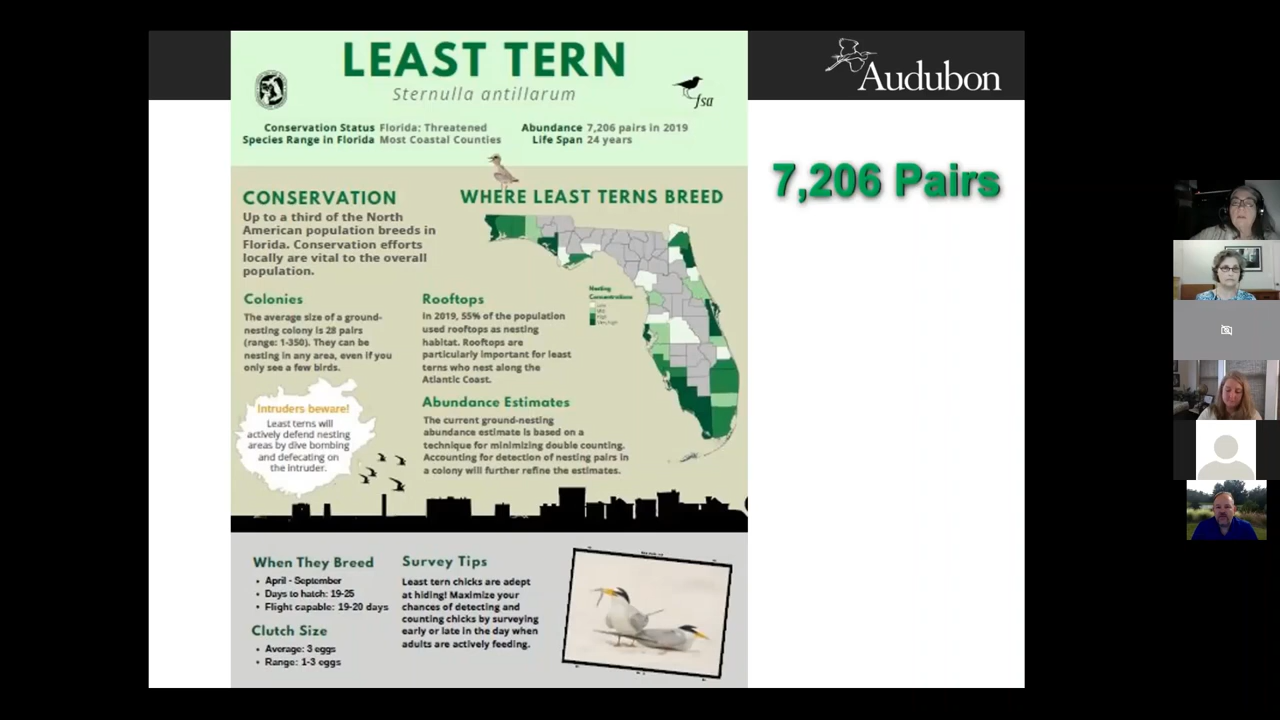 LEAST TERN
Sternulla antillarum
fsa
Audubon
Conservation Status Florida: Threatened
Species Range in Florida Most Coastal Counties
Abundance 7,206 pairs in 2019
Life Span 24 years
7,206 Pairs
CONSERVATION
Up to a third of the North
American population breeds in
Florida. Conservation efforts
locally are vital to the overall
population.
WHERE LEAST TERNS BREED
Nesting
Concentrations
Colonies
The average size of a ground-
nesting colony is 28 pairs
(range: 1-350). They can be
nesting in any area, even if you
only see a few birds.
Rooftops
In 2019, 55% of the population
used rooftops as nesting
habitat. Rooftops are
particularly important for least
terns who nest along the
Atlantic Coast.
Intruders beware!
Least terns will
actively defend nesting
areas by dive bombing
and defecating on
the intruder.
Abundance Estimates
The current ground-nesting
abundance estimate is based on a
technique for minimizing double counting.
Accounting for detection of nesting pairs in
a colony will further refine the estimates.
When They Breed
• April - September
• Days to hatch: 19-25
• Flight capable: 19-20 days
Clutch Size
• Average: 3 eggs
• Range: 1-3 eggs
Survey Tips
Least tern chicks are adept
at hiding! Maximize your
chances of detecting and
counting chicks by surveying
early or late in the day when
adults are actively feeding.